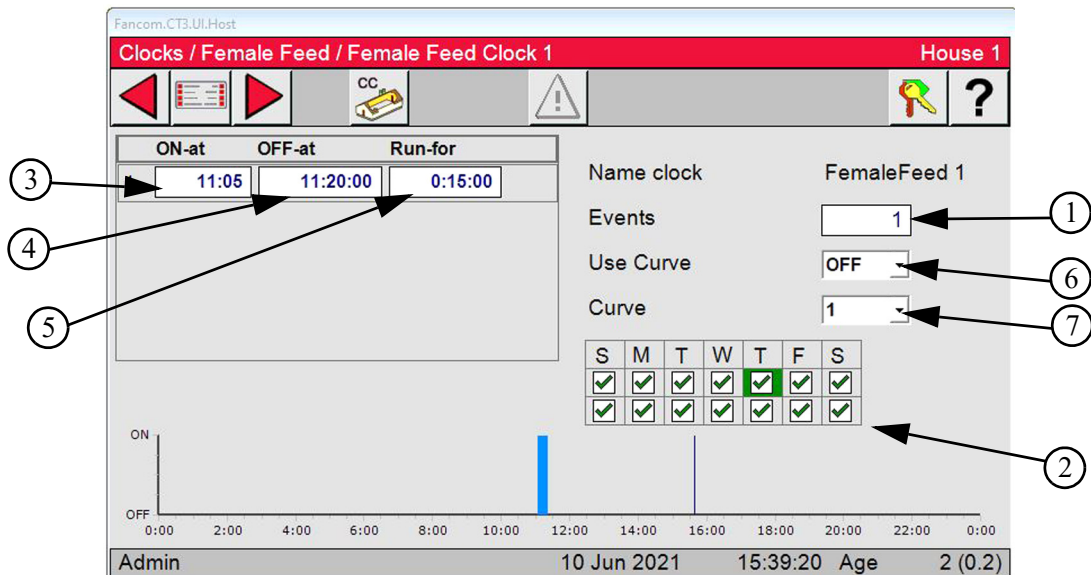 Fancom.CT3.UI.Host
Clocks / Female Feed / Female Feed Clock 1 House 1
CC
?
ON-at OFF-at Run-for
11:05 11:20:00 0:15:00
Name clock FemaleFeed 1
Events 1
Use Curve OFF
Curve 1
S M T W T F S
3
4
5
1
6
7
2
ON
OFF
0:00 2:00 4:00 6:00 8:00 10:00 12:00 14:00 16:00 18:00 20:00 22:00 0:00
Admin 10 Jun 2021 15:39:20 Age 2 (0.2)